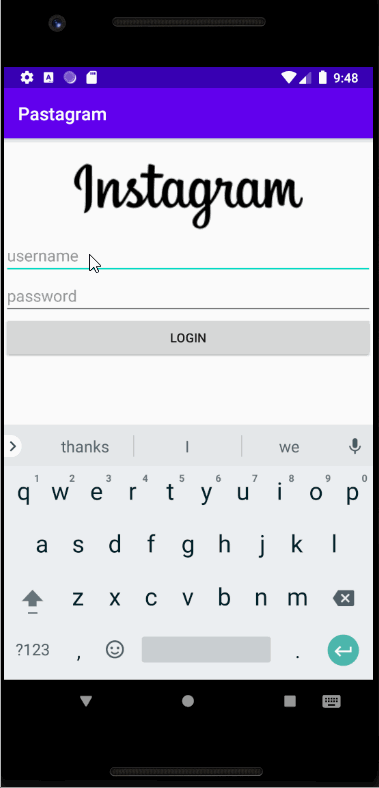 9:48
Pastagram
Instagram
username
password
LOGIN
thanks I we
1 2 3 4 5 6 7 8 9 0
q w e r t y u i o p
a s d f g h j k l
z x c v b n m
?123 , .